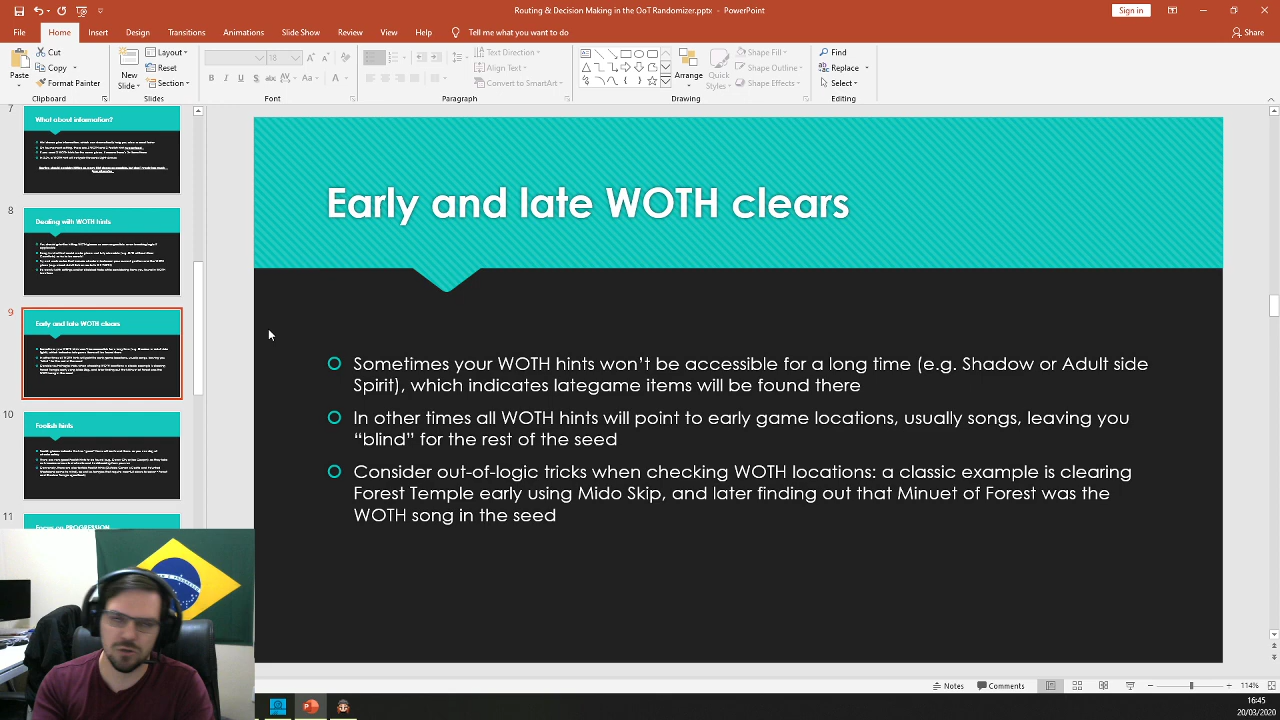 Routing & Decision Making in the OoT Randomizer.pptx - PowerPoint
Sign in
File
Home
Insert
Design
Transitions
Animations
Slide Show
Review
View
Help
Tell me what you want to do
Share
Paste
Cut
Copy
Format Painter
Clipboard
New
Slide
Layout
Reset
Section
Slides
18
Font
Text Direction
Align Text
Convert to SmartArt
Paragraph
Arrange
Quick
Styles
Shape Fill
Shape Outline
Shape Effects
Drawing
Find
Replace
Select
Editing
7
What about information?
8
Dealing with WOTH hints
9
Early and late WOTH clears
10
Foolish hints
11
Focus on PROGRESSION
Early and late WOTH clears
Sometimes your WOTH hints won't be accessible for a long time (e.g. Shadow or Adult side
Spirit), which indicates lategame items will be found there
In other times all WOTH hints will point to early game locations, usually songs, leaving you
“blind” for the rest of the seed
Consider out-of-logic tricks when checking WOTH locations: a classic example is clearing
Forest Temple early using Mido Skip, and later finding out that Minuet of Forest was the
WOTH song in the seed
Notes
Comments
114%
16:45
20/03/2020